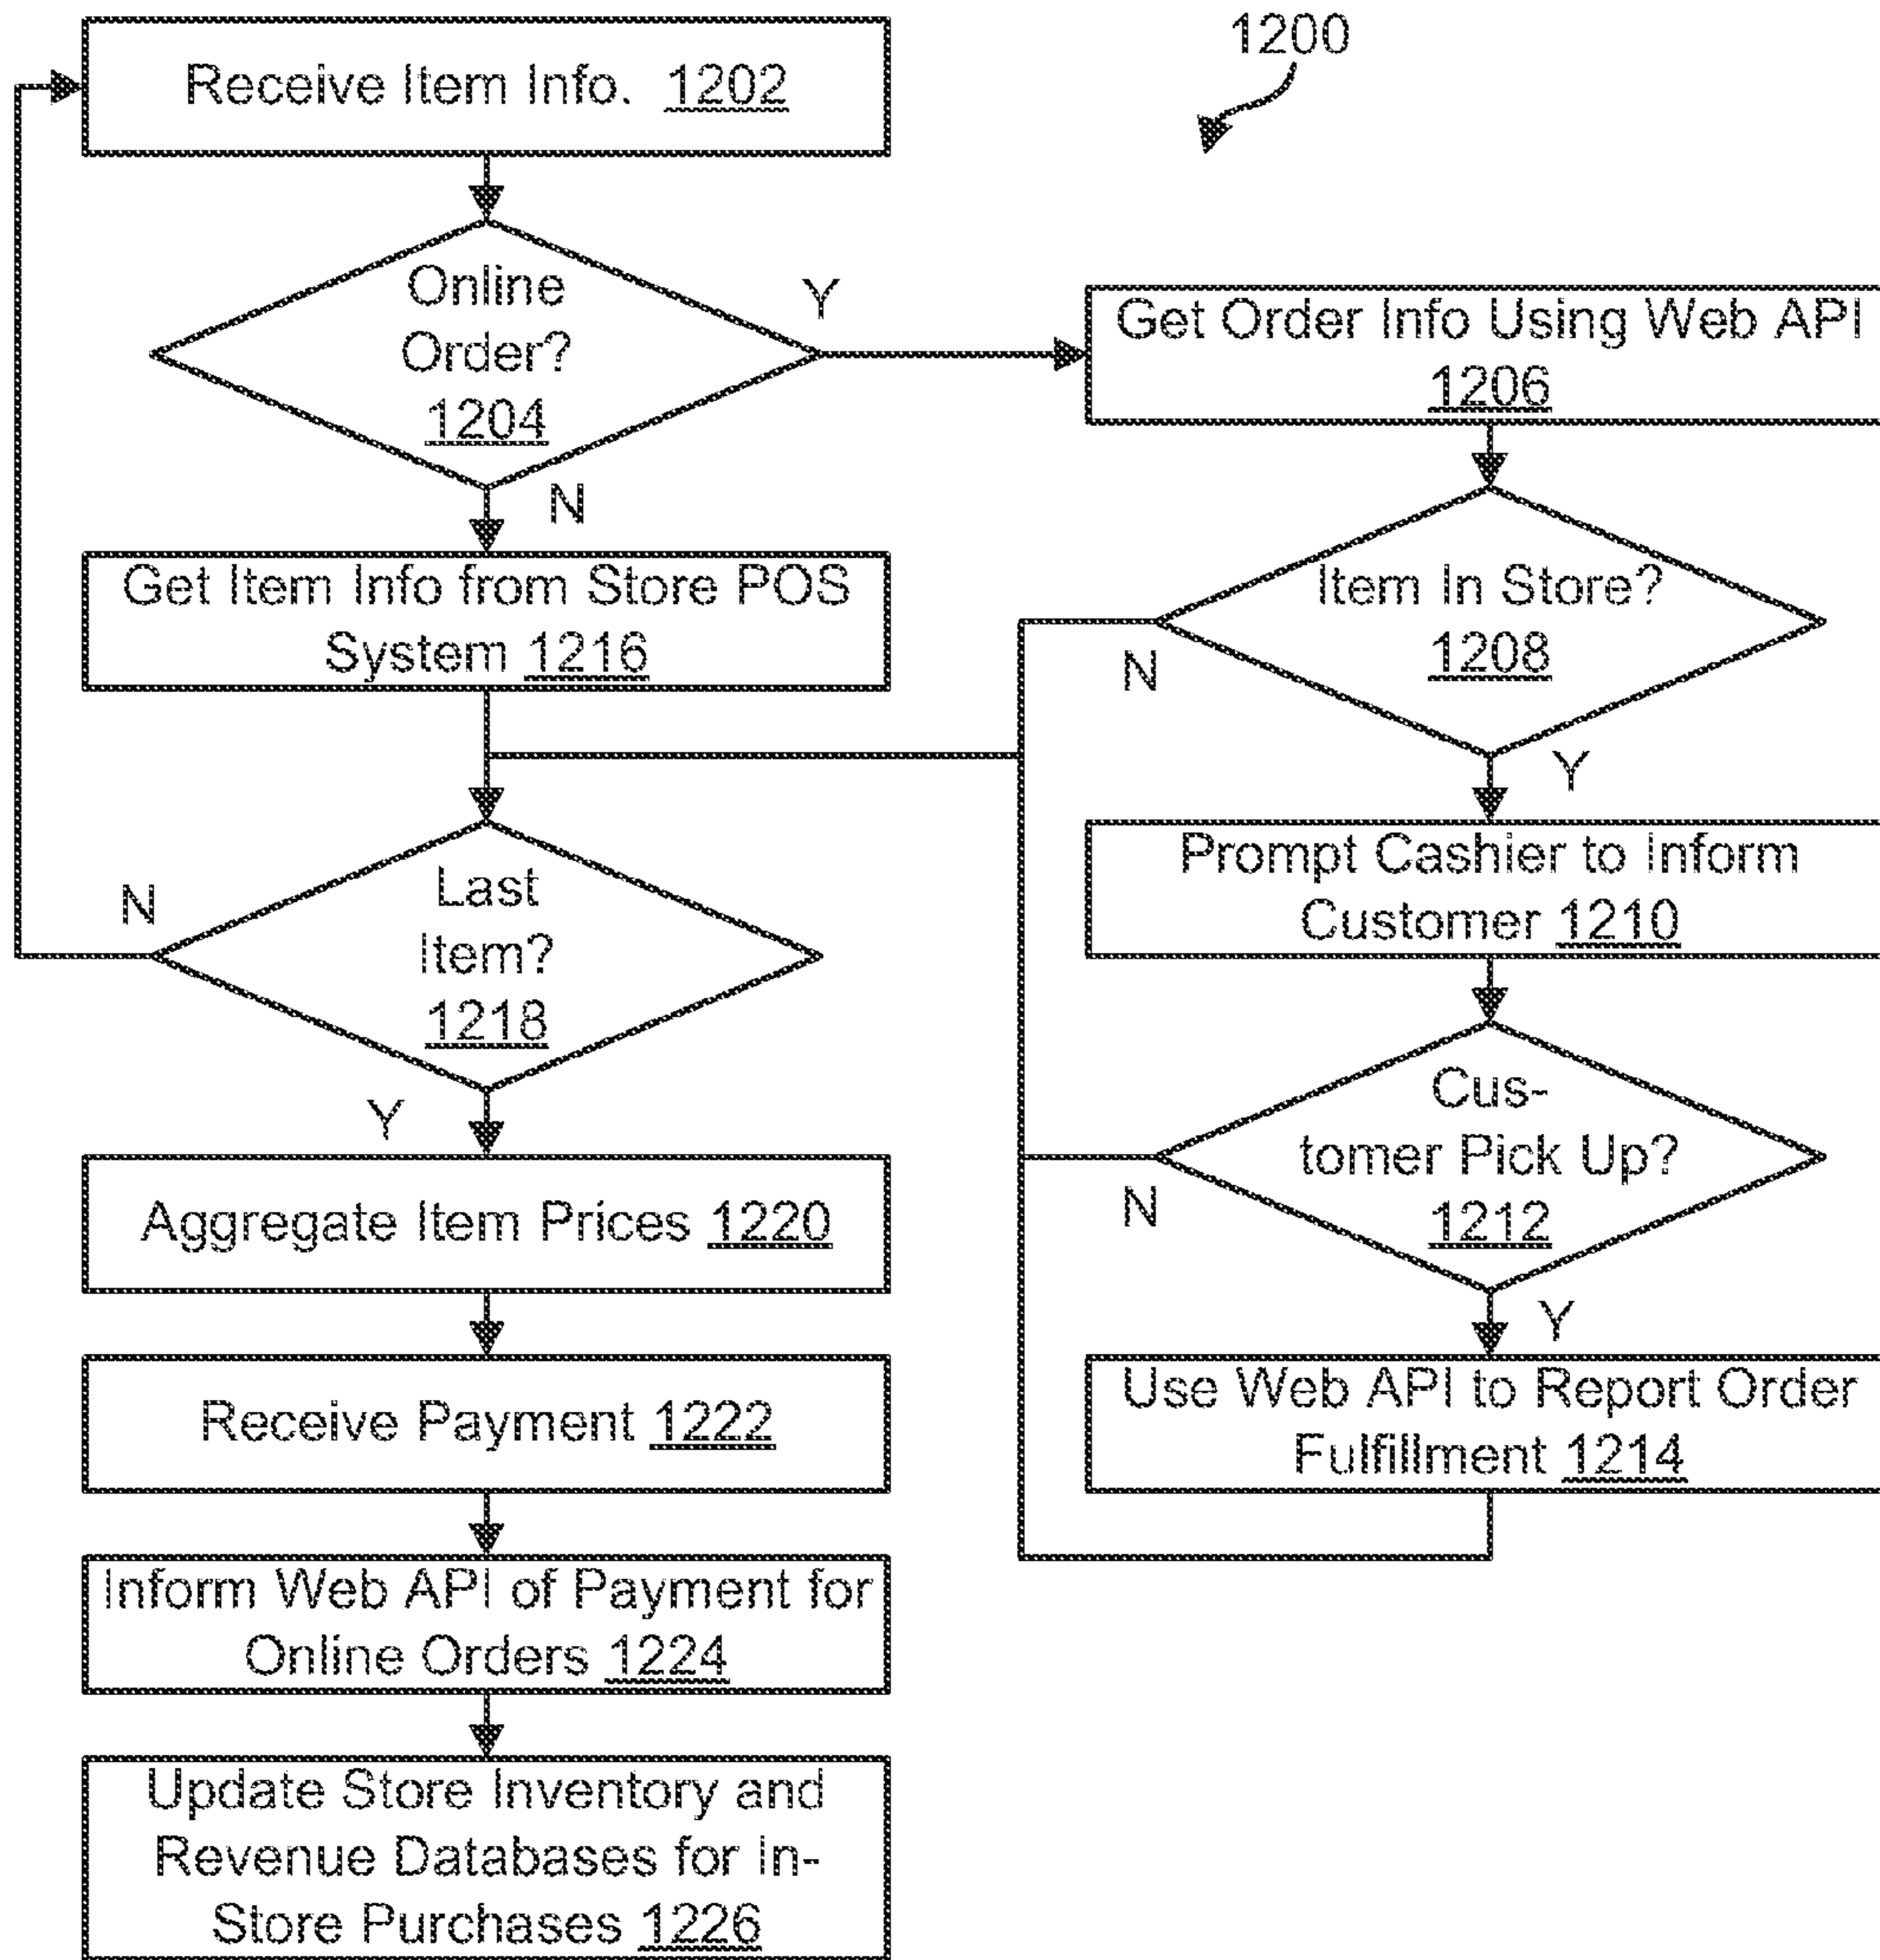 1200
Receive Item Info. 1202
Online
Order?
1204
Y
N
Get Order Info Using Web API
1206
Get Item Info from Store POS
System 1216
Item In Store?
1208
N
Y
Prompt Cashier to Inform
Customer 1210
Last
Item?
1218
N
Y
Cus-
tomer Pick Up?
1212
N
Y
Use Web API to Report Order
Fulfillment 1214
Aggregate Item Prices 1220
Receive Payment 1222
Inform Web API of Payment for
Online Orders 1224
Update Store Inventory and
Revenue Databases for In-
Store Purchases 1226